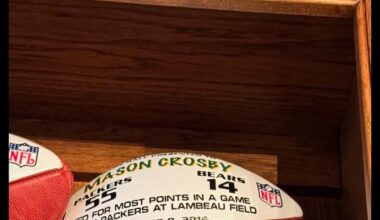 NFL
MASON CROSBY
PACKERS BEARS
55 14
NFL
FOR MOST POINTS IN A GAME
PACKERS AT LAMBEAU FIELD